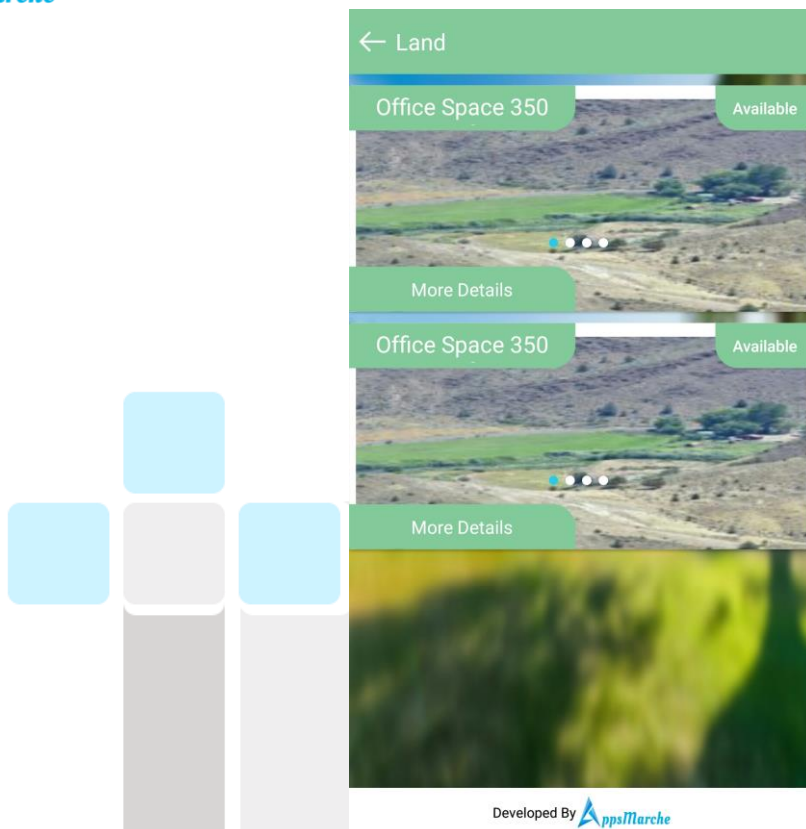 Land
Office Space 350
Available
More Details
Office Space 350
Available
More Details
Developed By AppsMarche